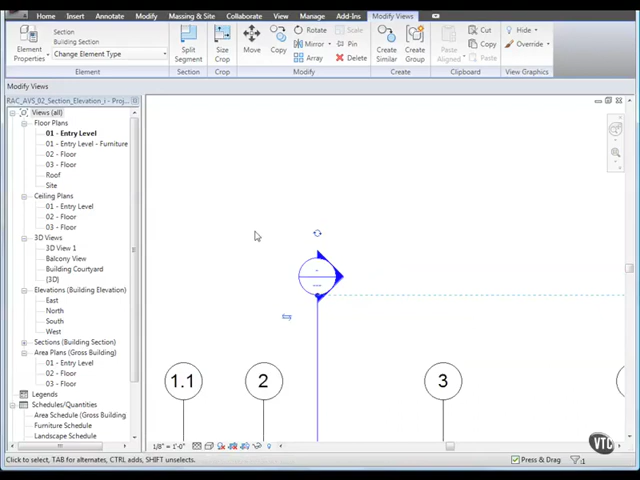 Home Insert Annotate Modify Massing & Site Collaborate View Manage Add-Ins Modify Views
Element Properties
Section
Building Section
Change Element Type
Element
Split Segment
Section
Size Crop
Crop
Move
Copy
Rotate
Mirror
Array
Pin
Delete
Modify
Create Similar
Create Group
Create
Paste Aligned
Cut
Copy
Clipboard
Hide
Override
View Graphics
Modify Views
RAC_AVS_02_Section_Elevation_i - Proj...
Views (all)
Floor Plans
01 - Entry Level
01 - Entry Level - Furniture
02 - Floor
03 - Floor
Roof
Site
Ceiling Plans
01 - Entry Level
02 - Floor
03 - Floor
3D Views
3D View 1
Balcony View
Building Courtyard
{3D}
Elevations (Building Elevation)
East
North
South
West
Sections (Building Section)
Area Plans (Gross Building)
01 - Entry Level
02 - Floor
03 - Floor
Legends
Schedules/Quantities
Area Schedule (Gross Building)
Furniture Schedule
Landscape Schedule
1.1
2
3
1/8" = 1'-0"
Click to select, TAB for alternates, CTRL adds, SHIFT unselects.
Press & Drag
:1
VTC